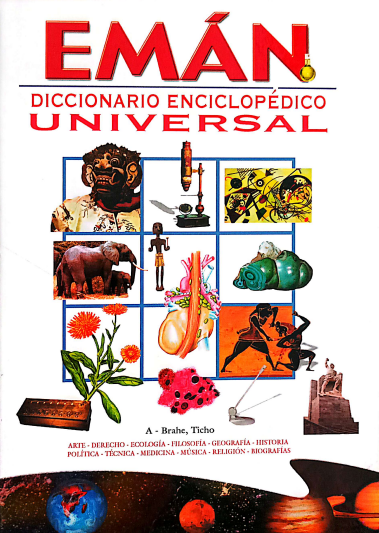 EMÁN
DICCIONARIO ENCICLOPÉDICO
UNIVERSAL
A - Brahe, Ticho
ARTE - DERECHO - ECOLOGÍA - FILOSOFÍA - GEOGRAFÍA - HISTORIA
POLÍTICA - TÉCNICA - MEDICINA - MÚSICA - RELIGIÓN - BIOGRAFÍAS